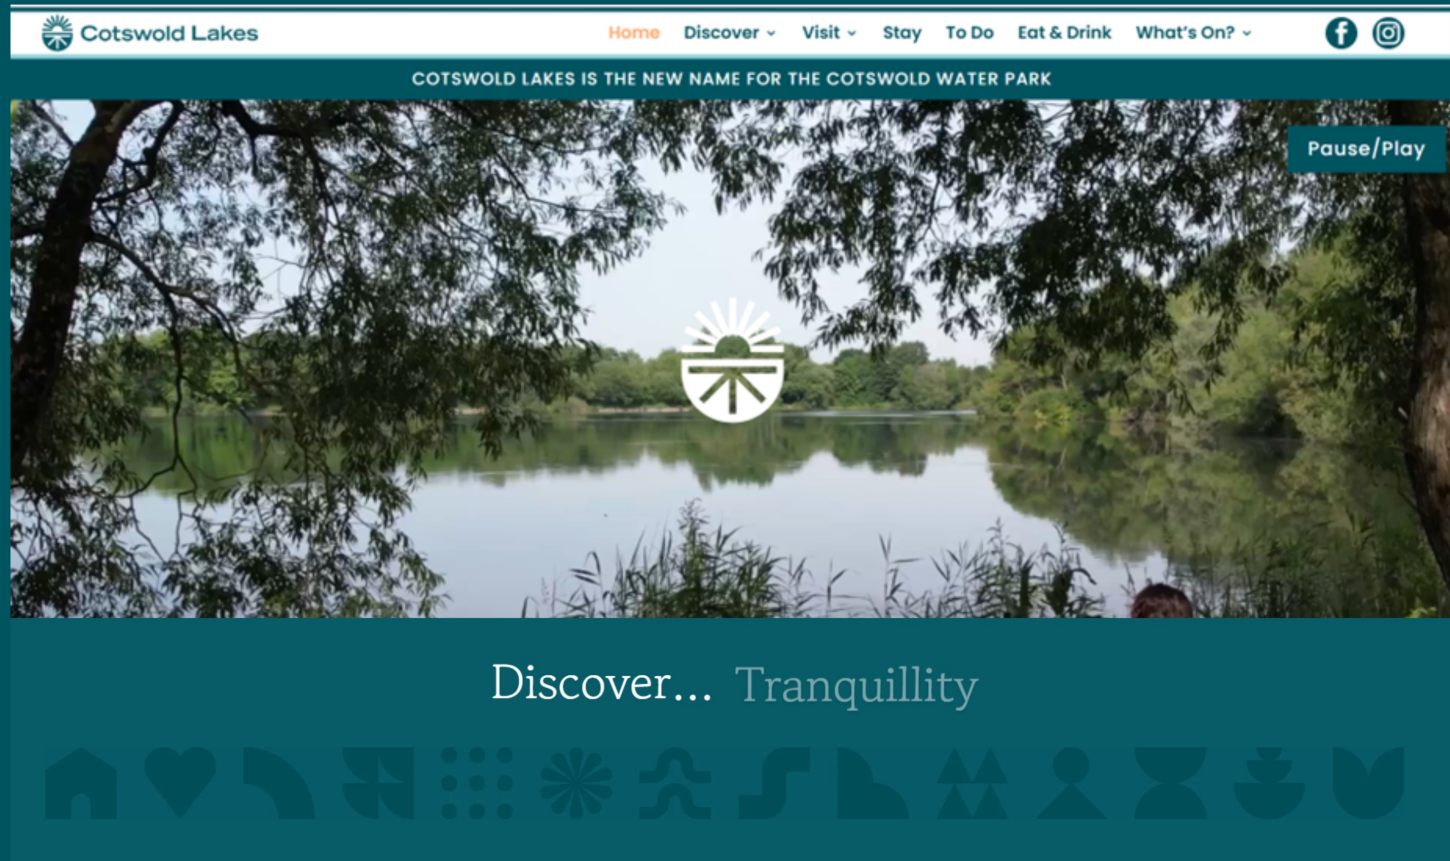 Cotswold Lakes
Home Discover Visit Stay To Do Eat & Drink What's On?
COTSWOLD LAKES IS THE NEW NAME FOR THE COTSWOLD WATER PARK
Pause/Play
Discover... Tranquillity